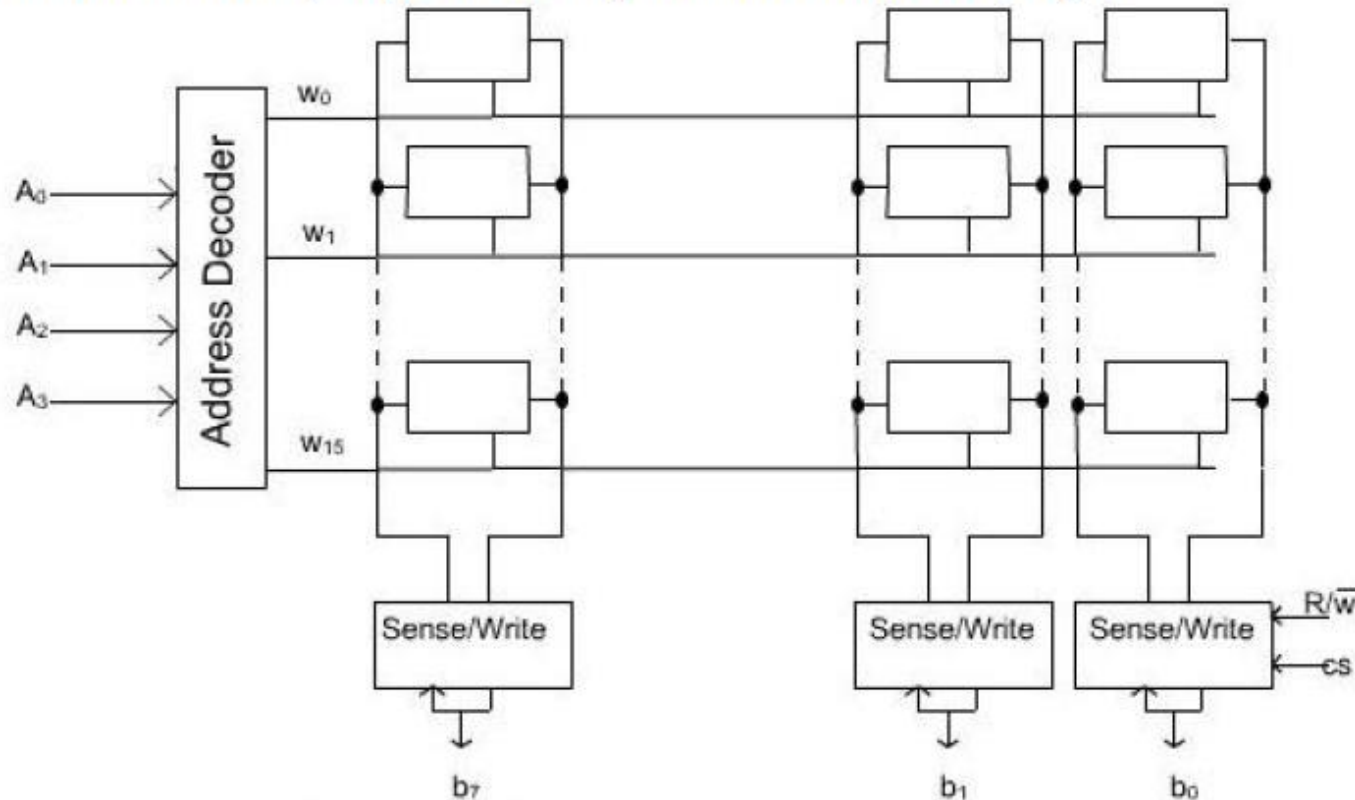 w₀
Address Decoder
A₀
w₁
A₁
A₂
A₃
w₁₅
Sense/Write
Sense/Write
Sense/Write
R/w̅
cs
b₇
b₁
b₀